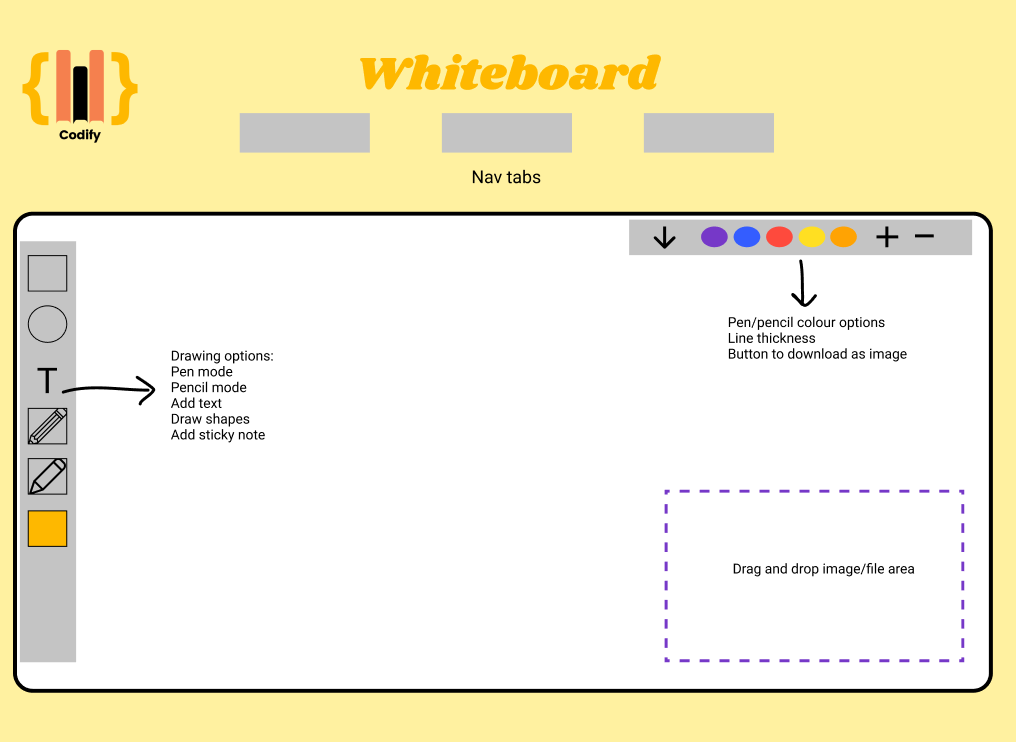 Whiteboard
{ }
Codify
Nav tabs
Pen/pencil colour options
Line thickness
Button to download as image
Drawing options:
Pen mode
Pencil mode
Add text
Draw shapes
Add sticky note
T
Drag and drop image/file area